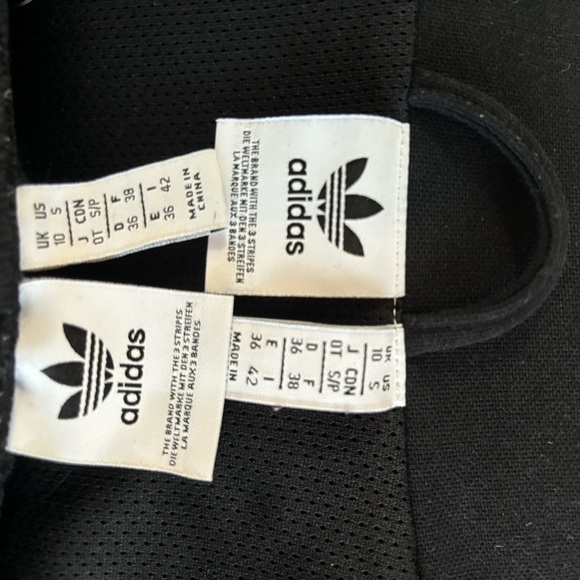 adidas
THE BRAND WITH THE 3 STRIPES
DIE WELTMARKE MIT DEN 3 STREIFEN
LA MARQUE AUX 3 BANDES
UK US
10 S
J CDN
OT S/P
D F
36 38
E I
36 42
MADE IN
CHINA
adidas
THE BRAND WITH THE 3 STRIPES
DIE WELTMARKE MIT DEN 3 STREIFEN
LA MARQUE AUX 3 BANDES
UK US
10 S
J CDN
OT S/P
D F
36 38
E I
36 42
MADE IN